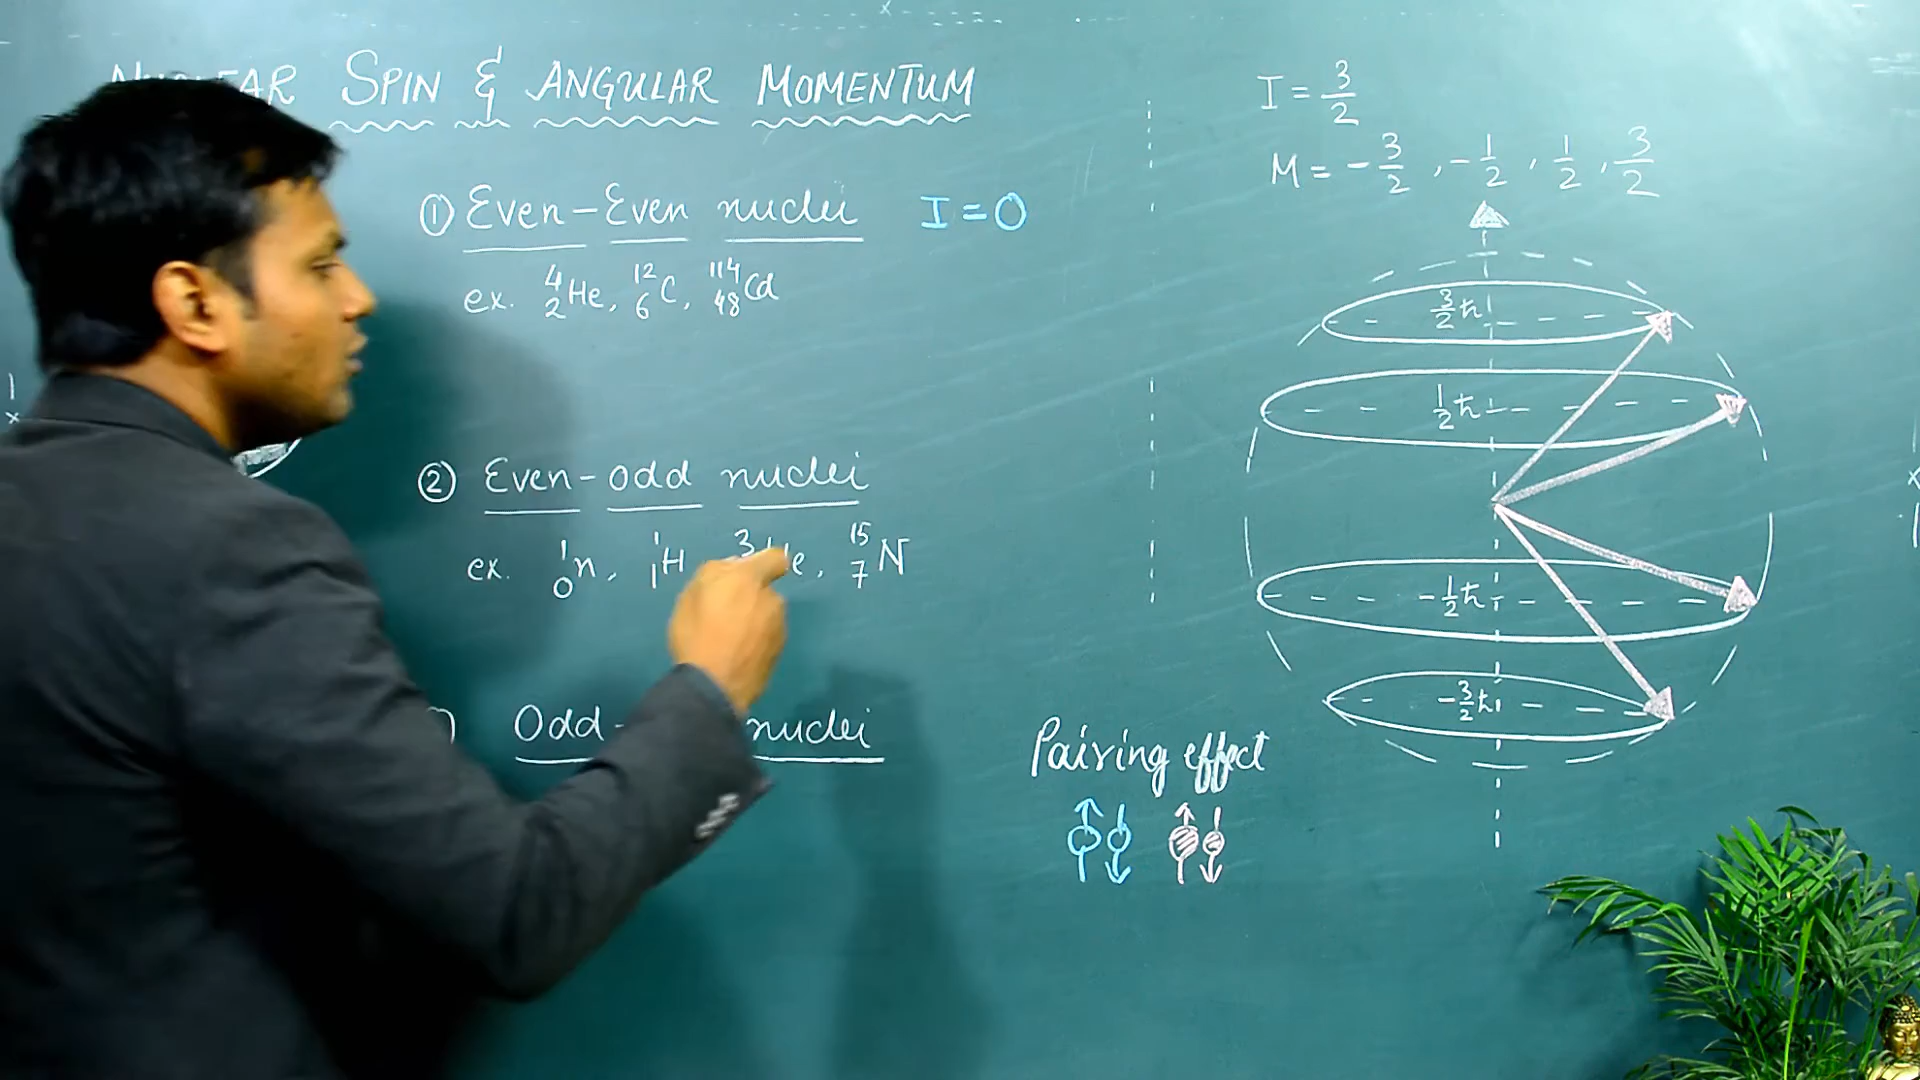 SPIN & ANGULAR MOMENTUM
① Even-Even nuclei I=0
ex. ⁴₂He, ¹²₆C, ¹¹⁴₄₈Cd
② Even-odd nuclei
ex. ¹₀n, ¹₁H ³ He, ¹⁵₇N
Odd- nuclei
Pairing effect
I = 3/2
M = -3/2, -1/2, 1/2, 3/2
3/2 ħ
1/2 ħ
-1/2 ħ
-3/2 ħ